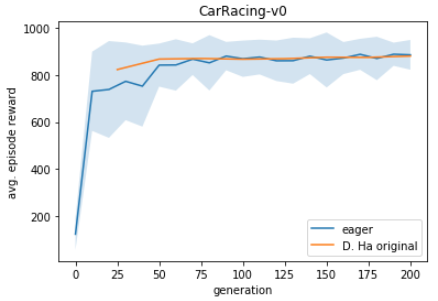 CarRacing-v0
avg. episode reward
1000
800
600
400
200
0 25 50 75 100 125 150 175 200
generation
eager
D. Ha original